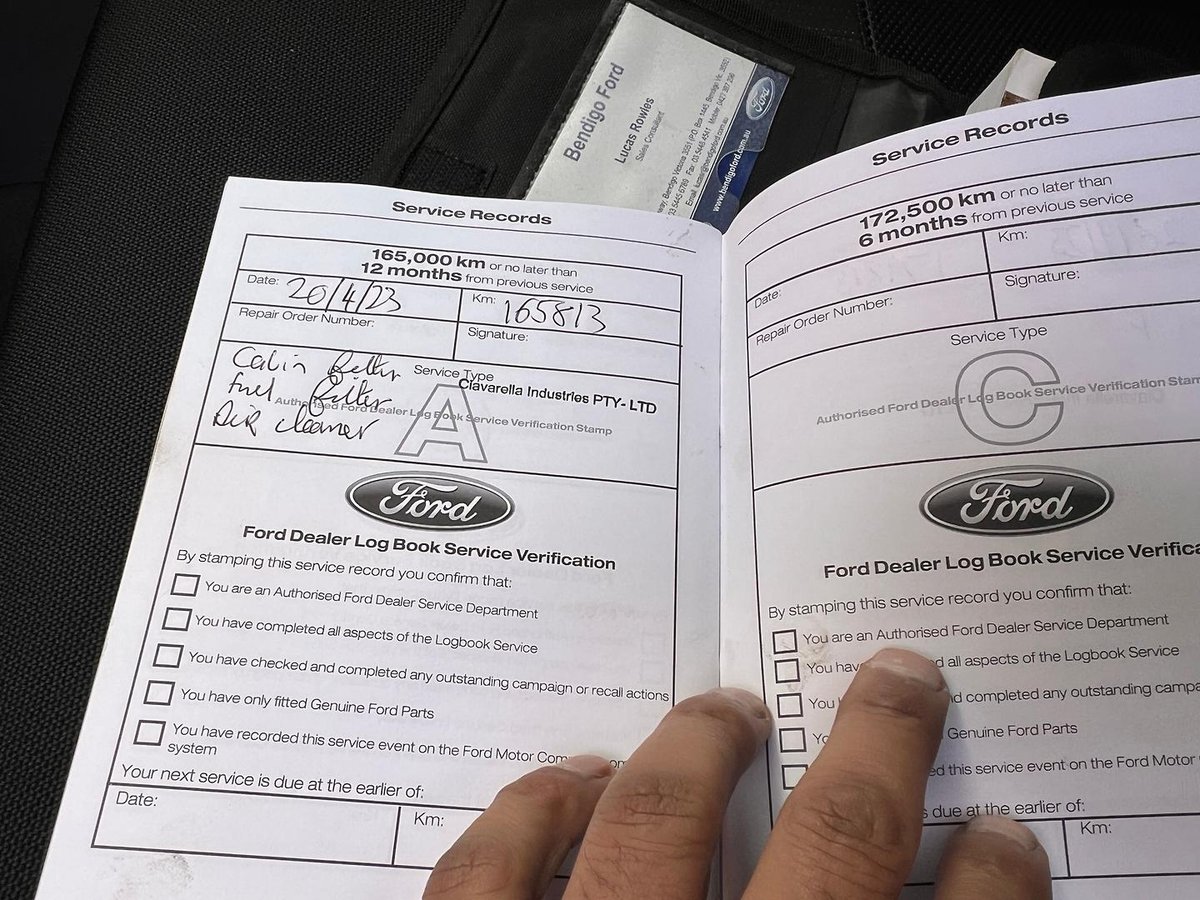 Bendigo Ford
Lucas Rowles
Sales Consultant
Ford
www.bendigoford.com.au
Service Records
165,000 km or no later than
12 months from previous service
Date: 20/4/23
Km: 165813
Repair Order Number:
Signature:
Service Type
Cabin filter
fuel filter
Air cleaner
A
Ciavarella Industries PTY- LTD
Authorised Ford Dealer Log Book Service Verification Stamp
Ford
Ford Dealer Log Book Service Verification
By stamping this service record you confirm that:
You are an Authorised Ford Dealer Service Department
You have completed all aspects of the Logbook Service
You have checked and completed any outstanding campaign or recall actions
You have only fitted Genuine Ford Parts
You have recorded this service event on the Ford Motor
system
Your next service is due at the earlier of:
Date:
Km:
Service Records
172,500 km or no later than
6 months from previous service
Date:
Km:
Repair Order Number:
Signature:
Service Type
C
Authorised Ford Dealer Log Book Service Verification
Ford
Ford Dealer Log Book Service
By stamping this service record you confirm that:
You are an Authorised Ford Dealer Service Department
You all aspects of the Logbook Service
completed any outstanding
Genuine Ford Parts
this service event on the Ford Motor
due at the earlier of:
Km: